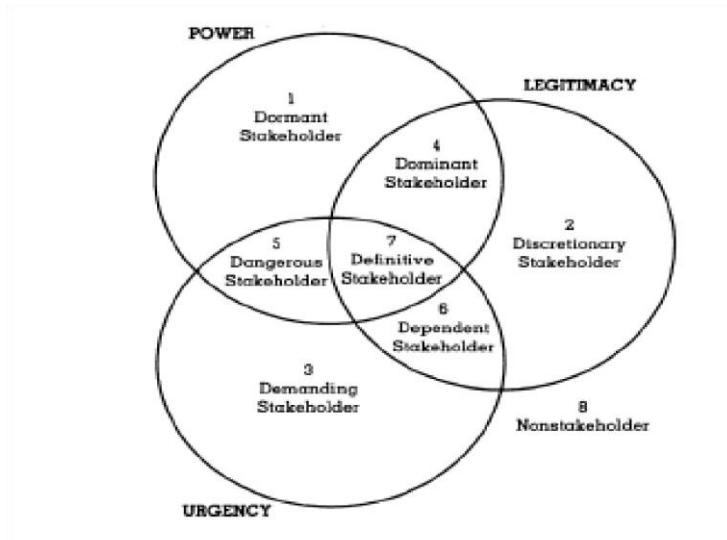 POWER
LEGITIMACY
1
Dormant
Stakeholder
4
Dominant
Stakeholder
2
Discretionary
Stakeholder
5
Dangerous
Stakeholder
7
Definitive
Stakeholder
6
Dependent
Stakeholder
3
Demanding
Stakeholder
8
Nonstakeholder
URGENCY